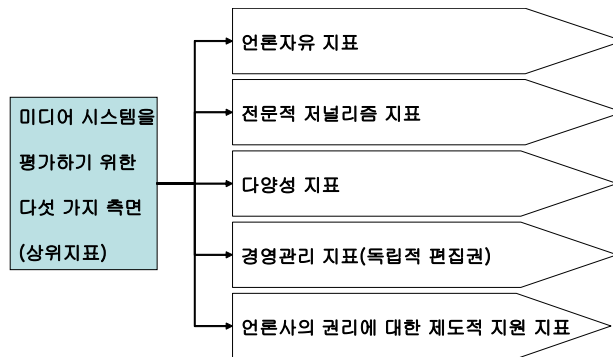 미디어 시스템을
평가하기 위한
다섯 가지 측면
(상위지표)
언론자유 지표
전문적 저널리즘 지표
다양성 지표
경영관리 지표(독립적 편집권)
언론사의 권리에 대한 제도적 지원 지표